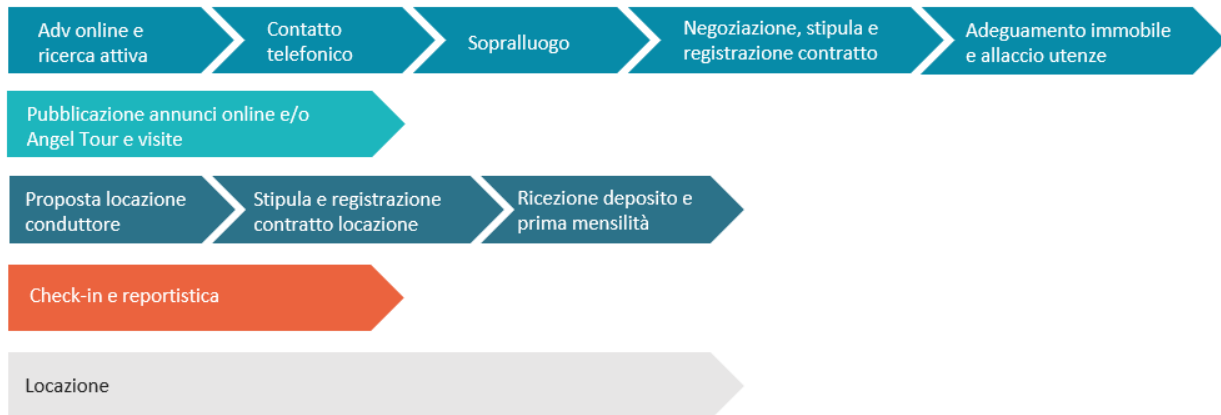 Adv online e
ricerca attiva
Contatto
telefonico
Sopralluogo
Negoziazione, stipula e
registrazione contratto
Adeguamento immobile
e allaccio utenze
Pubblicazione annunci online e/o
Angel Tour e visite
Proposta locazione
conduttore
Stipula e registrazione
contratto locazione
Ricezione deposito e
prima mensilità
Check-in e reportistica
Locazione